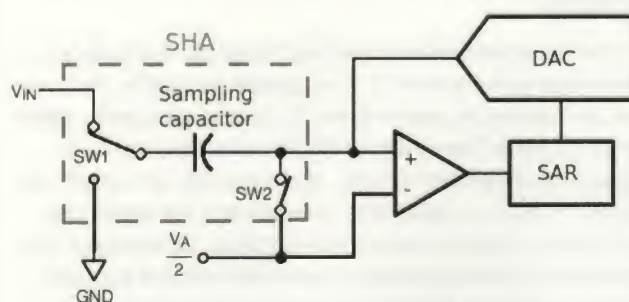 SHA
DAC
VIN
Sampling
capacitor
SW1
+
-
SAR
SW2
VA
2
GND